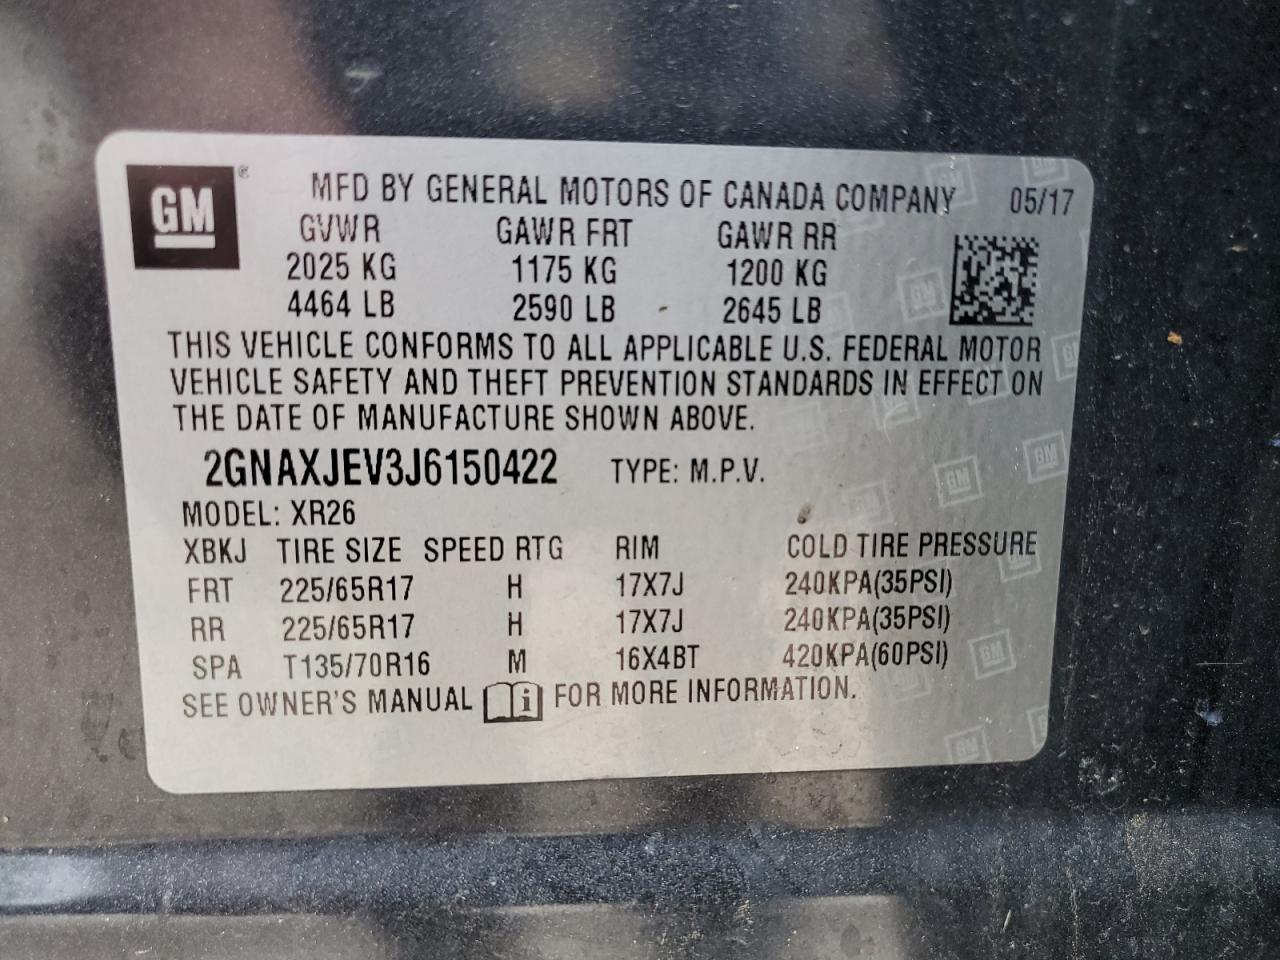 GM ®
MFD BY GENERAL MOTORS OF CANADA COMPANY 05/17
GVWR GAWR FRT GAWR RR
2025 KG 1175 KG 1200 KG
4464 LB 2590 LB 2645 LB
THIS VEHICLE CONFORMS TO ALL APPLICABLE U.S. FEDERAL MOTOR
VEHICLE SAFETY AND THEFT PREVENTION STANDARDS IN EFFECT ON
THE DATE OF MANUFACTURE SHOWN ABOVE.
2GNAXJEV3J6150422 TYPE: M.P.V.
MODEL: XR26
XBKJ TIRE SIZE SPEED RTG RIM COLD TIRE PRESSURE
FRT 225/65R17 H 17X7J 240KPA(35PSI)
RR 225/65R17 H 17X7J 240KPA(35PSI)
SPA T135/70R16 M 16X4BT 420KPA(60PSI)
SEE OWNER'S MANUAL i FOR MORE INFORMATION.